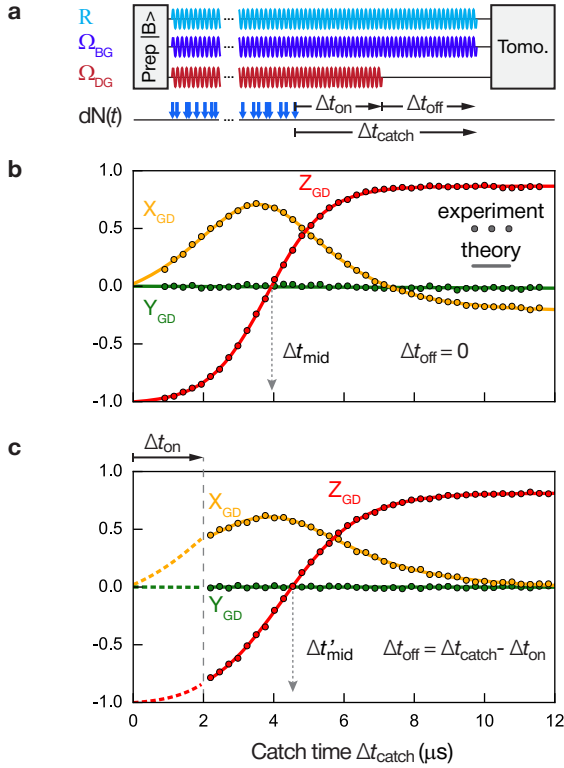 a
R
Ω_BG
Ω_DG
dN(t)
Prep |B>
...
...
...
...
Tomo.
Δt_on
Δt_off
Δt_catch
b
1.0
0.5
0.0
-0.5
-1.0
X_GD
Z_GD
Y_GD
experiment
theory
Δt_mid
Δt_off = 0
c
Δt_on
1.0
0.5
0.0
-0.5
-1.0
X_GD
Z_GD
Y_GD
Δt'_mid
Δt_off = Δt_catch - Δt_on
0 2 4 6 8 10 12
Catch time Δt_catch (μs)